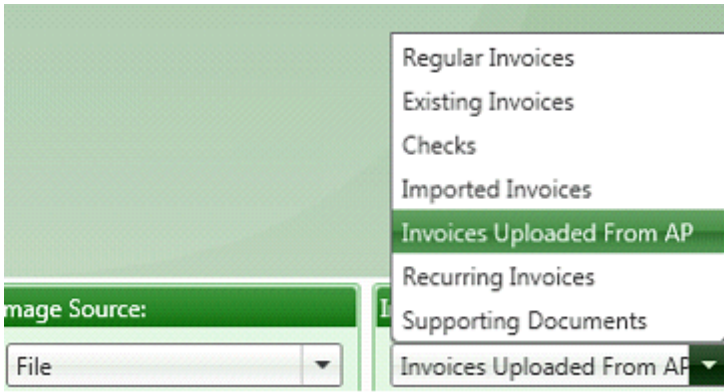 Regular Invoices
Existing Invoices
Checks
Imported Invoices
Invoices Uploaded From AP
Recurring Invoices
Supporting Documents
mage Source:
File
Invoices Uploaded From AP